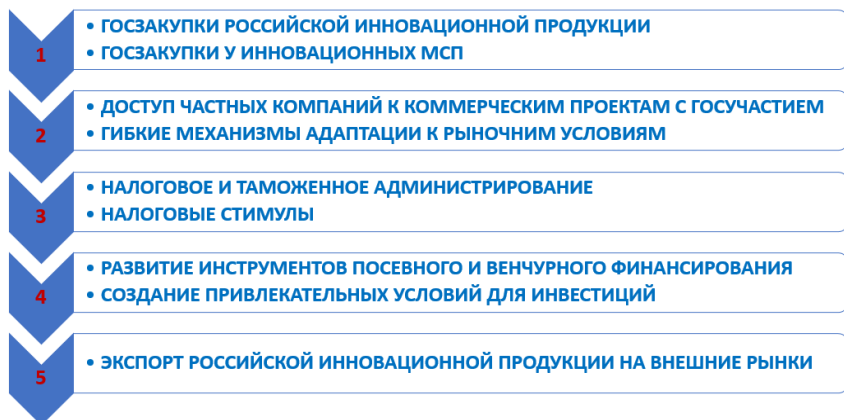 1
• ГОСЗАКУПКИ РОССИЙСКОЙ ИННОВАЦИОННОЙ ПРОДУКЦИИ
• ГОСЗАКУПКИ У ИННОВАЦИОННЫХ МСП
2
• ДОСТУП ЧАСТНЫХ КОМПАНИЙ К КОММЕРЧЕСКИМ ПРОЕКТАМ С ГОСУЧАСТИЕМ
• ГИБКИЕ МЕХАНИЗМЫ АДАПТАЦИИ К РЫНОЧНИМ УСЛОВИЯМ
3
• НАЛОГОВОЕ И ТАМОЖЕННОЕ АДМИНИСТРИРОВАНИЕ
• НАЛОГОВЫЕ СТИМУЛЫ
4
• РАЗВИТИЕ ИНСТРУМЕНТОВ ПОСЕВНОГО И ВЕНЧУРНОГО ФИНАНСИРОВАНИЯ
• СОЗДАНИЕ ПРИВЛЕКАТЕЛЬНЫХ УСЛОВИЙ ДЛЯ ИНВЕСТИЦИЙ
5
• ЭКСПОРТ РОССИЙСКОЙ ИННОВАЦИОННОЙ ПРОДУКЦИИ НА ВНЕШНИЕ РЫНКИ